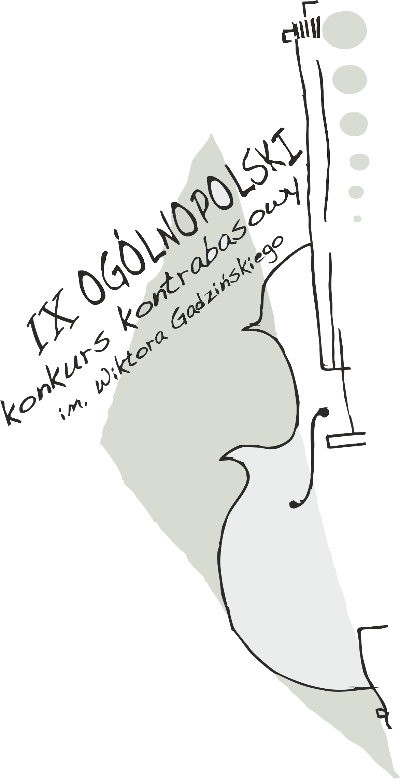 IX OGÓLNOPOLSKI
konkurs kontrabasowy
im. Wiktora Gadzińskiego